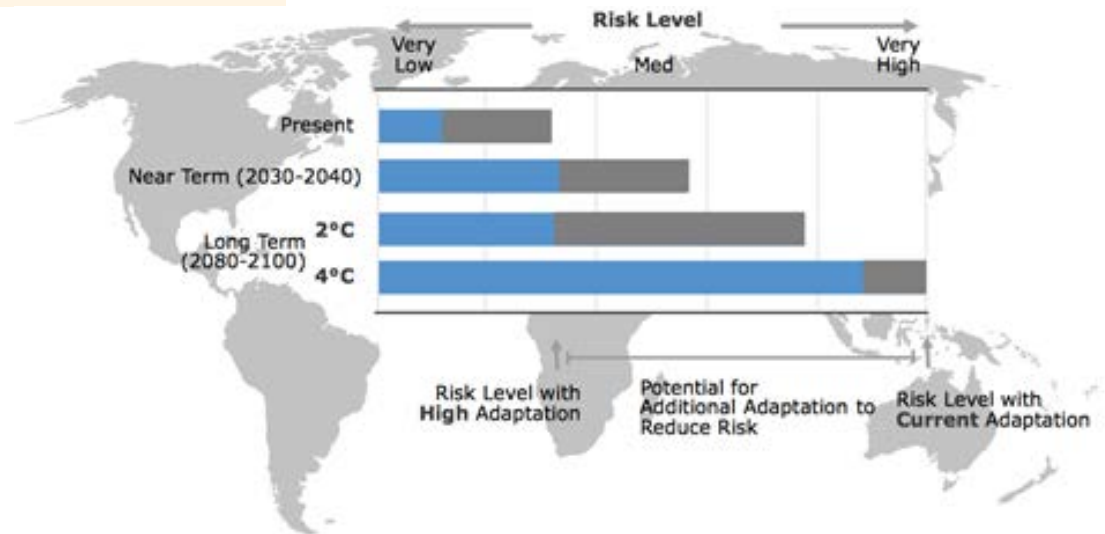 Risk Level
Very
Low
Med
Very
High
Present
Near Term (2030-2040)
Long Term
(2080-2100)
2°C
4°C
Risk Level with
High Adaptation
Potential for
Additional Adaptation to
Reduce Risk
Risk Level with
Current Adaptation